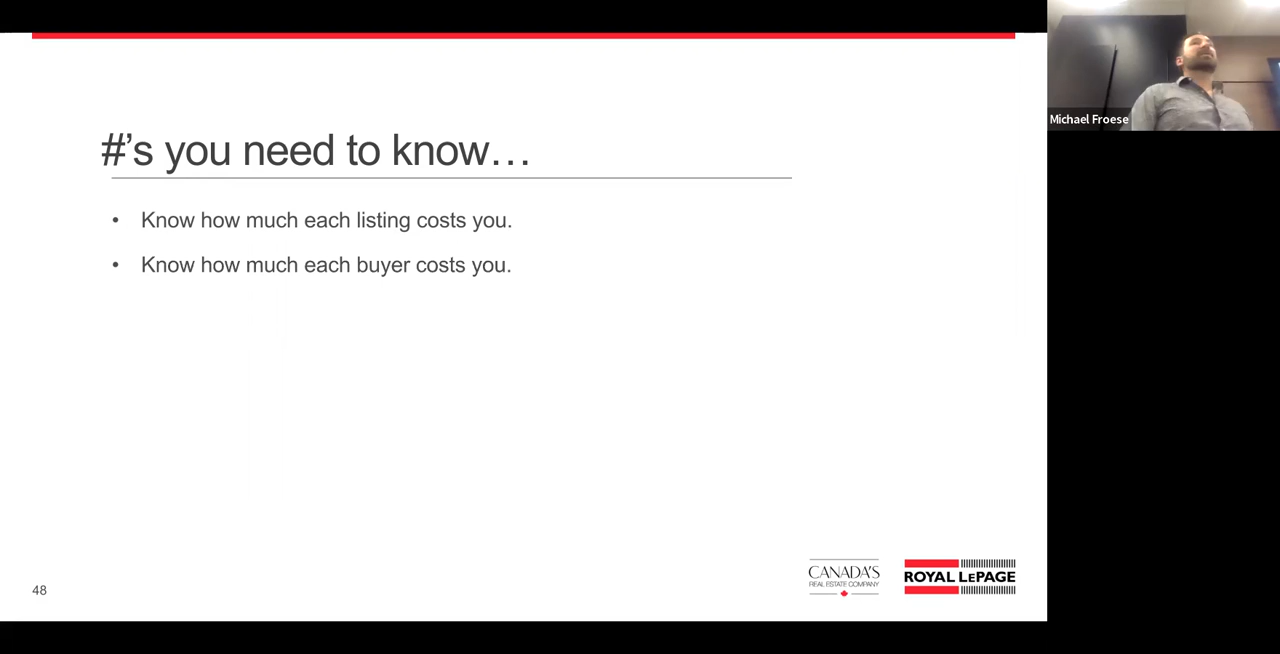 #'s you need to know…
• Know how much each listing costs you.
• Know how much each buyer costs you.
48
CANADA'S
REAL ESTATE COMPANY
ROYAL LEPAGE
Michael Froese